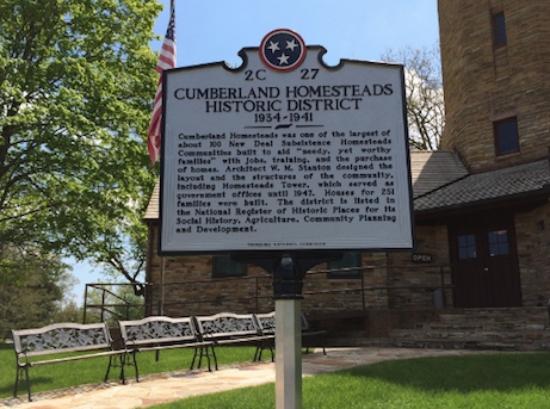 2C 27
CUMBERLAND HOMESTEADS
HISTORIC DISTRICT
1934-1941
Cumberland Homesteads was one of the largest of
about 100 New Deal Subsistence Homesteads
Communities built to aid "needy, yet worthy
families" with jobs, training, and the purchase
of homes. Architect W. M. Stanton designed the
layout and the structures of the community,
including Homesteads Tower, which served as
government offices until 1947. Houses for 251
families were built. The district is listed in
the National Register of Historic Places for its
Social History, Agriculture, Community Planning
and Development.
TENNESSEE HISTORICAL COMMISSION
OPEN